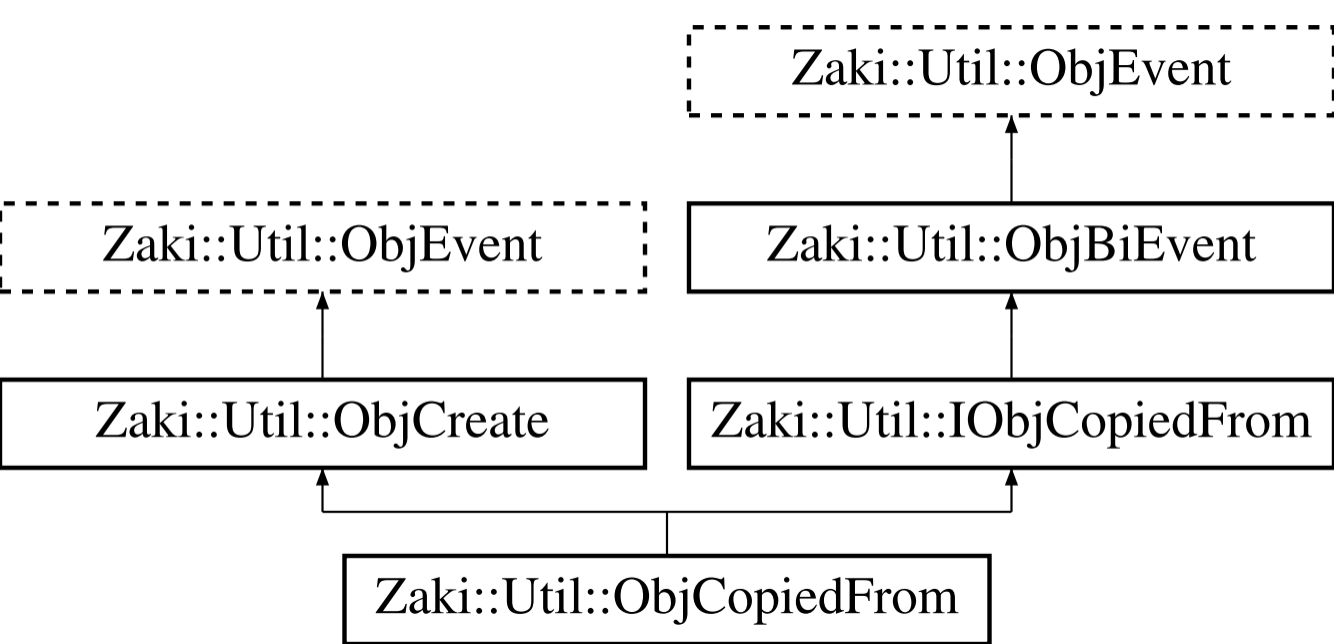 Zaki::Util::ObjEvent
Zaki::Util::ObjEvent
Zaki::Util::ObjBiEvent
Zaki::Util::ObjCreate
Zaki::Util::IObjCopiedFrom
Zaki::Util::ObjCopiedFrom